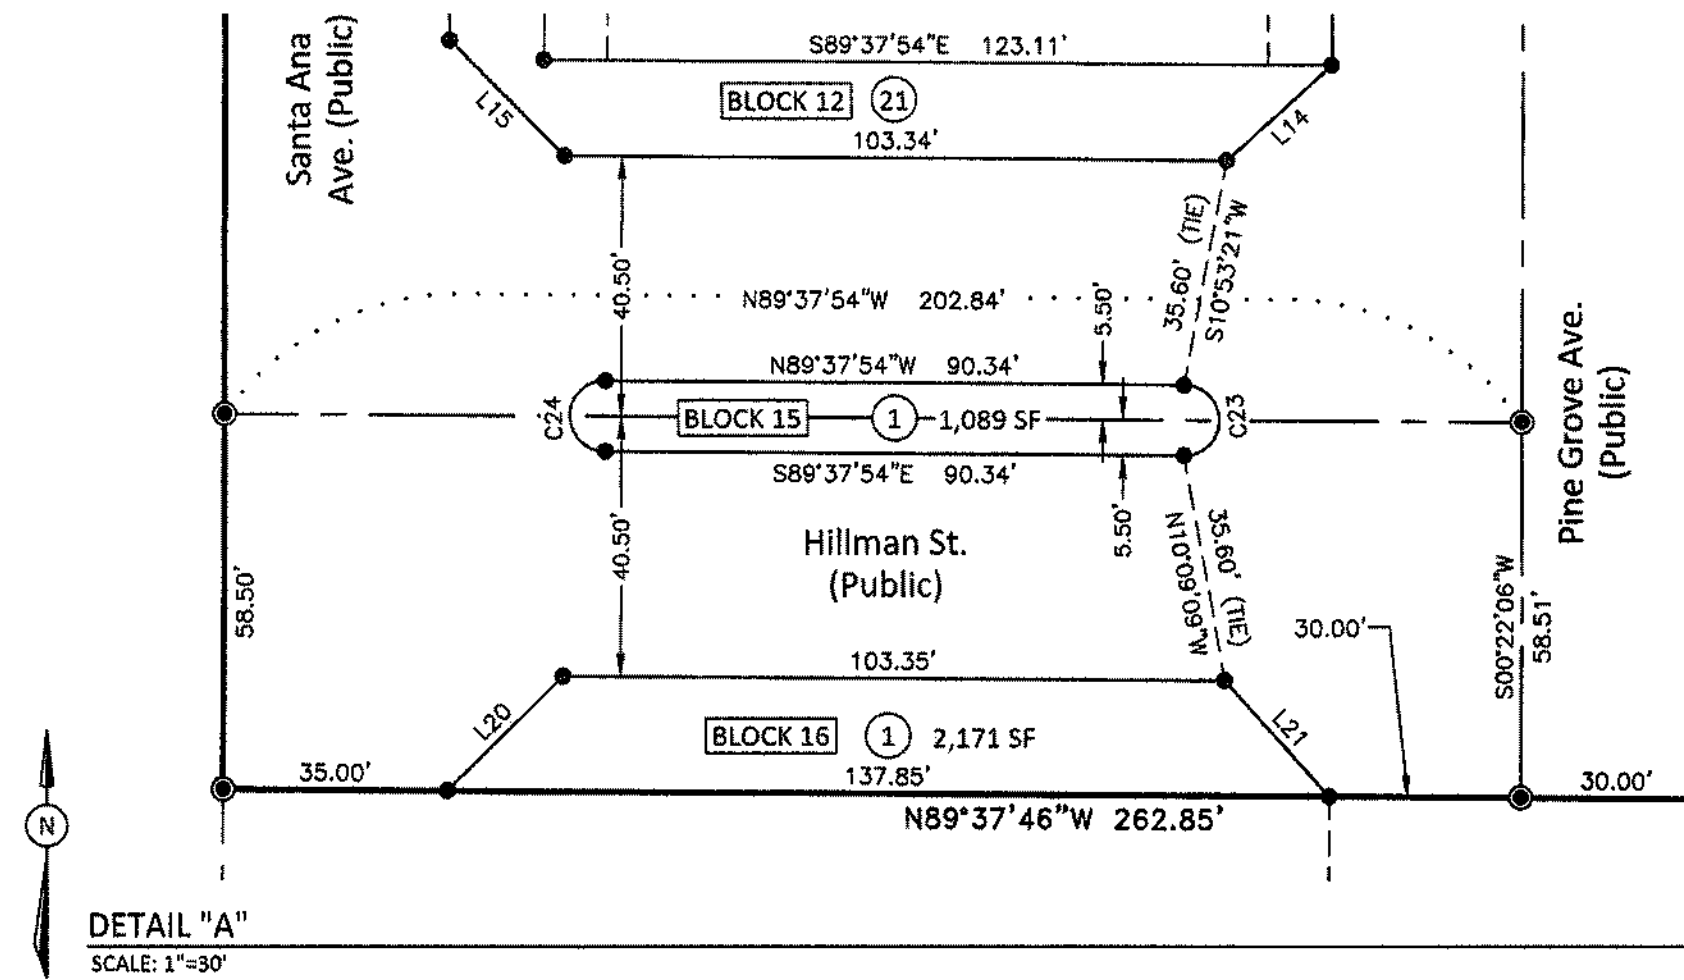 Santa Ana
Ave. (Public)
S89°37'54"E 123.11'
BLOCK 12 21
103.34'
L15
L14
35.60' (TIE)
S10°53'21"W
40.50'
N89°37'54"W 202.84'
5.50'
N89°37'54"W 90.34'
C24
BLOCK 15 1 1,089 SF
C23
S89°37'54"E 90.34'
5.50'
Pine Grove Ave.
(Public)
Hillman St.
(Public)
40.50'
35.60' (TIE)
N10°09'09"W
58.50'
S00°22'06"W
58.51'
30.00'
103.35'
L20
L21
BLOCK 16 1 2,171 SF
35.00'
137.85'
30.00'
N89°37'46"W 262.85'
N
DETAIL "A"
SCALE: 1"=30'